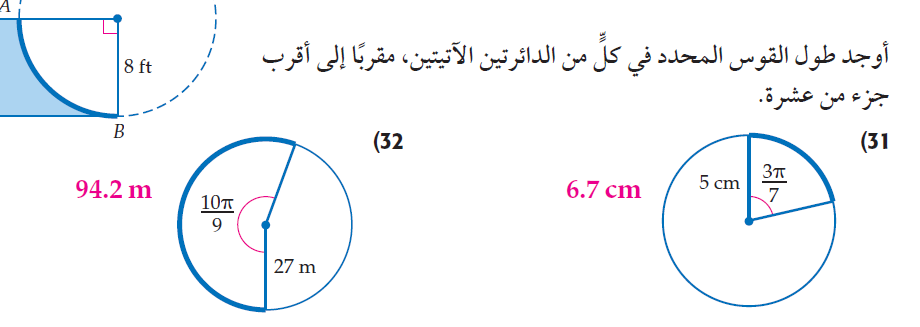 A
8 ft
B
أوجد طول القوس المحدد في كلٍّ من الدائرتين الآتيتين، مقربًا إلى أقرب
جزء من عشرة.
(31
5 cm
3π
7
6.7 cm
(32
10π
9
27 m
94.2 m